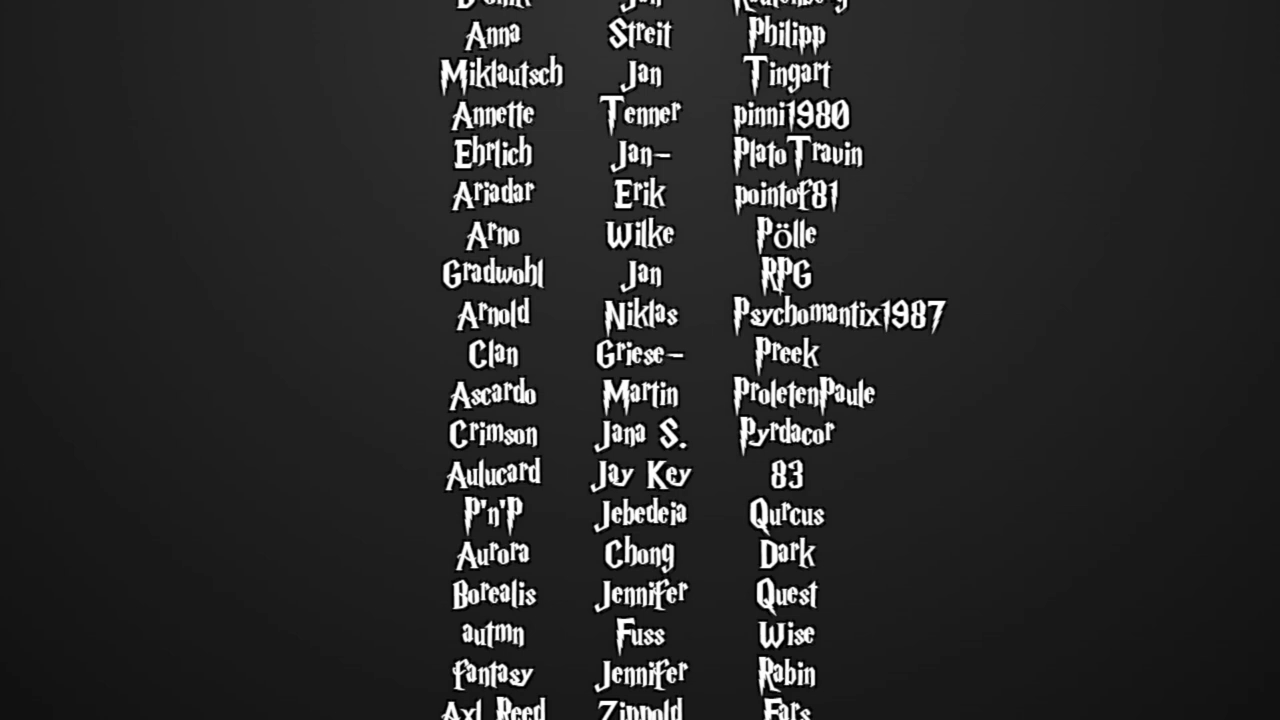 Anna Streit Philipp
Miklautsch Jan Tingart
Annette Tenner pinni1980
Ehrlich Jan- PlatoTravin
Ariadar Erik pointof81
Arno Wilke Pölle
Gradwohl Jan RPG
Arnold Niklas Psychomantix1987
Clan Griese- Preek
Ascardo Martin ProletenPaule
Crimson Jana S. Pyrdacor
Aulucard Jay Key 83
P'n'P Jebedeia Qurcus
Aurora Chong Dark
Borealis Jennifer Quest
autmn Fuss Wise
fantasy Jennifer Rabin
Axl Reed Zippold